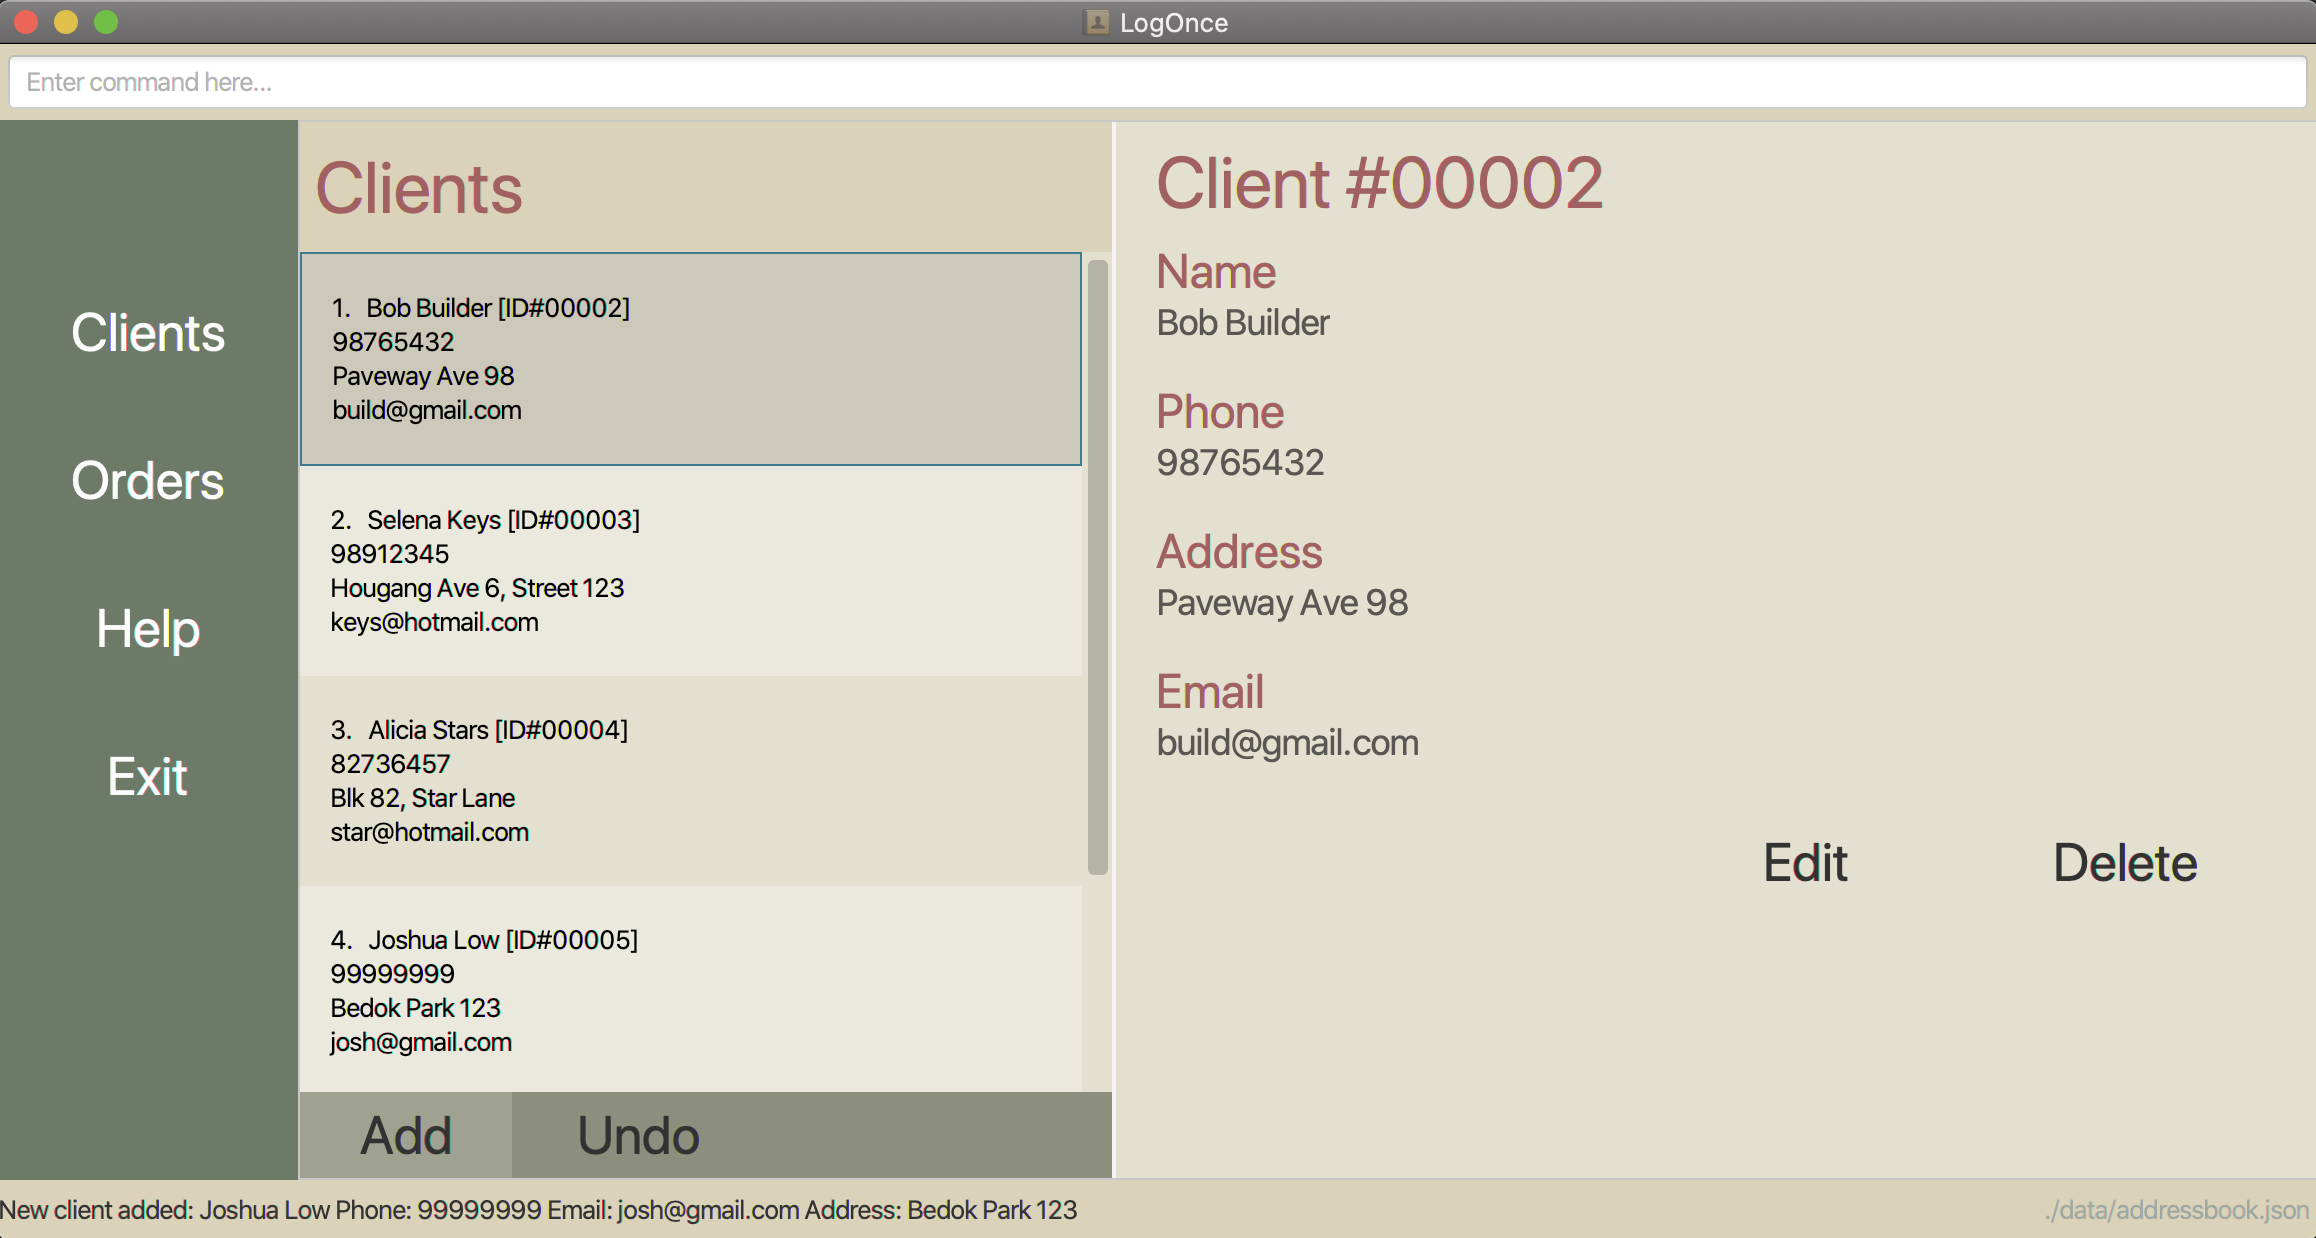 LogOnce
Enter command here...
Clients
Orders
Help
Exit
Clients
1. Bob Builder [ID#00002]
98765432
Paveway Ave 98
build@gmail.com
2. Selena Keys [ID#00003]
98912345
Hougang Ave 6, Street 123
keys@hotmail.com
3. Alicia Stars [ID#00004]
82736457
Blk 82, Star Lane
star@hotmail.com
4. Joshua Low [ID#00005]
99999999
Bedok Park 123
josh@gmail.com
Add Undo
Client #00002
Name
Bob Builder
Phone
98765432
Address
Paveway Ave 98
Email
build@gmail.com
Edit Delete
New client added: Joshua Low Phone: 99999999 Email: josh@gmail.com Address: Bedok Park 123
./data/addressbook.json